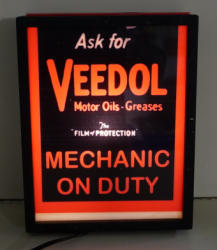 Ask for
VEEDOL
Motor Oils - Greases
The
"FILM of PROTECTION"
MECHANIC
ON DUTY